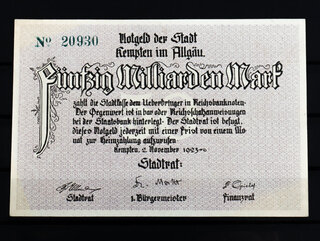 Notgeld der Stadt
Nº 20930
Kempten im Allgäu.
Fünfzig Milliarden Mark
zahlt die Stadtkasse dem Ueberbringer in Reichsbanknoten.
Der Gegenwert ist in bar oder Reichsschatzanweisungen
bei der Staatsbank hinterlegt. Der Stadtrat ist befugt,
dieses Notgeld jederzeit mit einer Frist von einem Mo-
nat zur Heimzahlung aufzurufen.
Kempten, 2. November 1923.
Stadtrat:
Stadtrat
1. Bürgermeister
Finanzrat